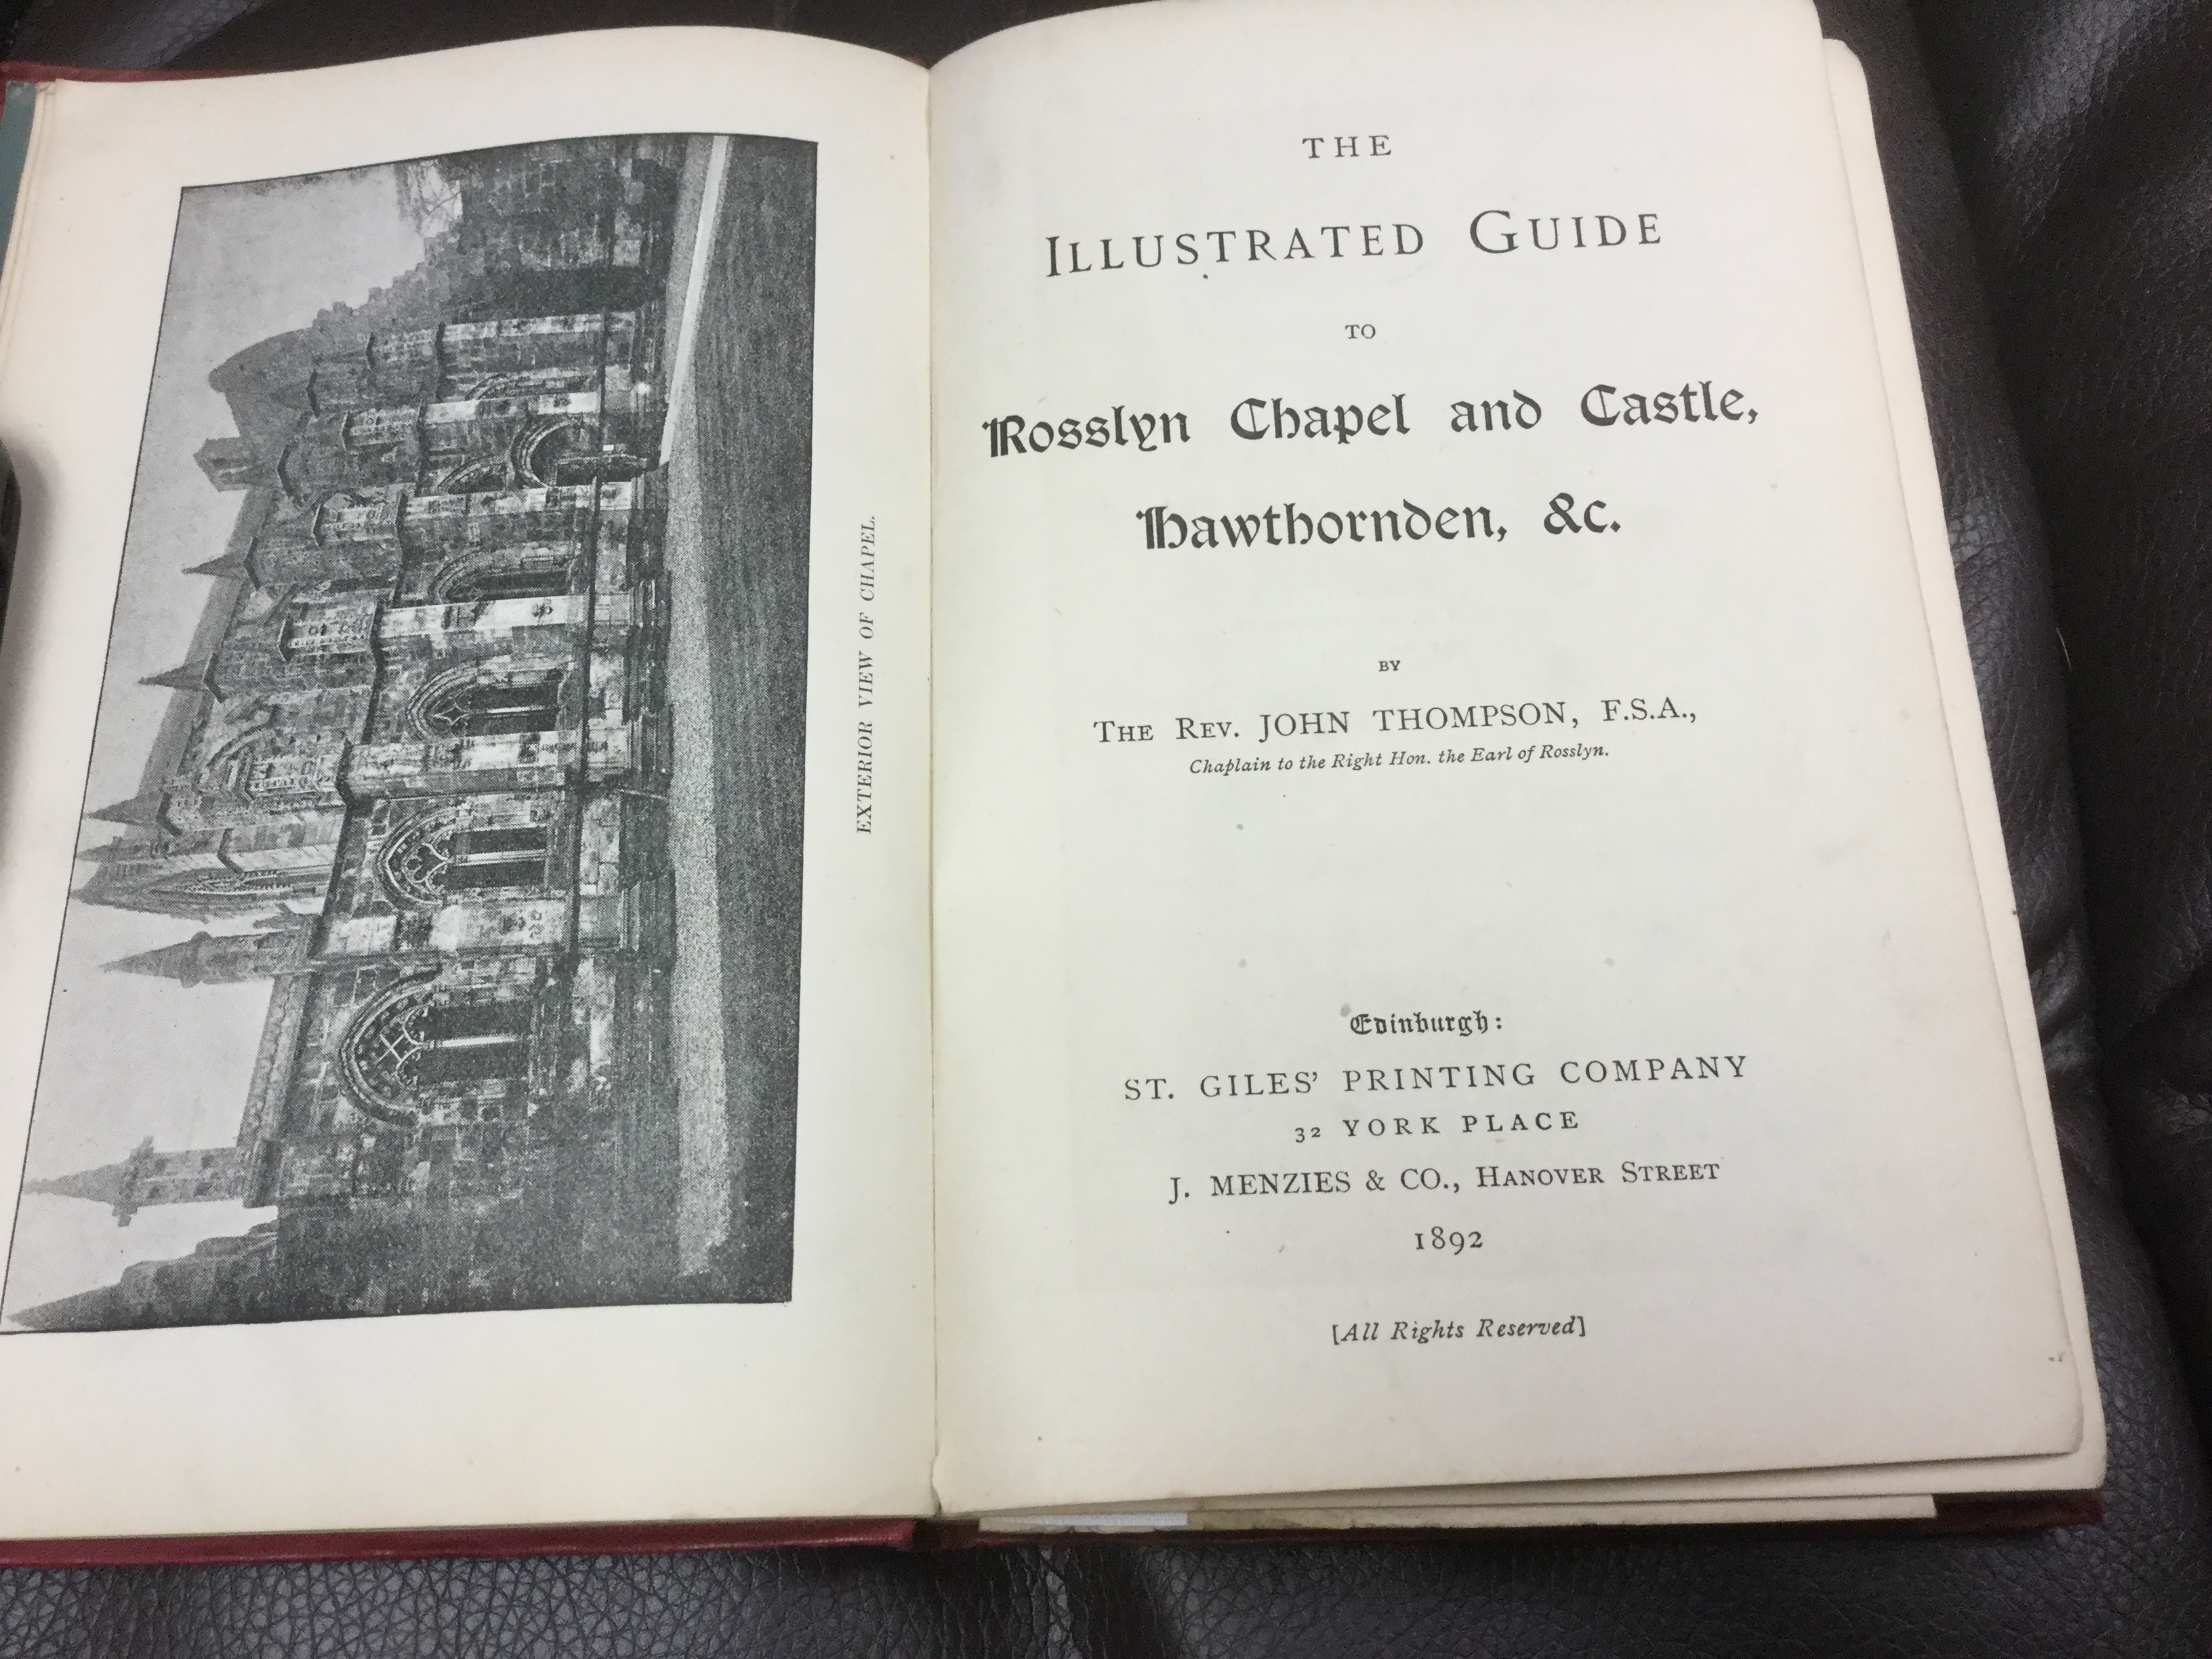 EXTERIOR VIEW OF CHAPEL.
THE
ILLUSTRATED GUIDE
TO
Rosslyn Chapel and Castle,
Hawthornden, &c.
BY
THE REV. JOHN THOMPSON, F.S.A.,
Chaplain to the Right Hon. the Earl of Rosslyn.
Edinburgh:
ST. GILES' PRINTING COMPANY
32 YORK PLACE
J. MENZIES & CO., HANOVER STREET
1892
[All Rights Reserved]